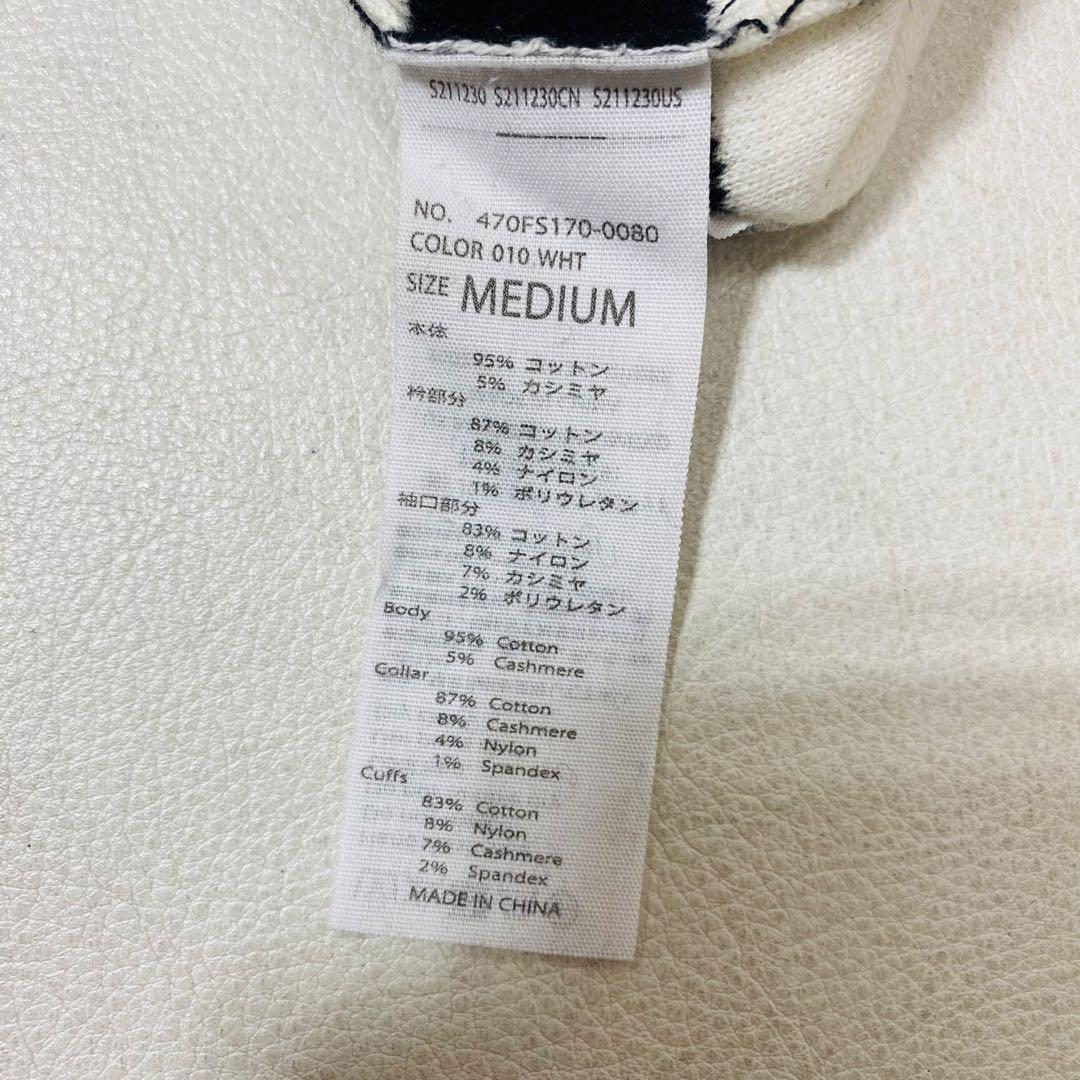 S211230 S211230CN S211230US
NO. 470FS170-0080
COLOR 010 WHT
SIZE MEDIUM
本体
95% コットン
5% カシミヤ
衿部分
87% コットン
8% カシミヤ
4% ナイロン
1% ポリウレタン
袖口部分
83% コットン
8% ナイロン
7% カシミヤ
2% ポリウレタン
Body
95% Cotton
5% Cashmere
Collar
87% Cotton
8% Cashmere
4% Nylon
1% Spandex
Cuffs
83% Cotton
8% Nylon
7% Cashmere
2% Spandex
MADE IN CHINA